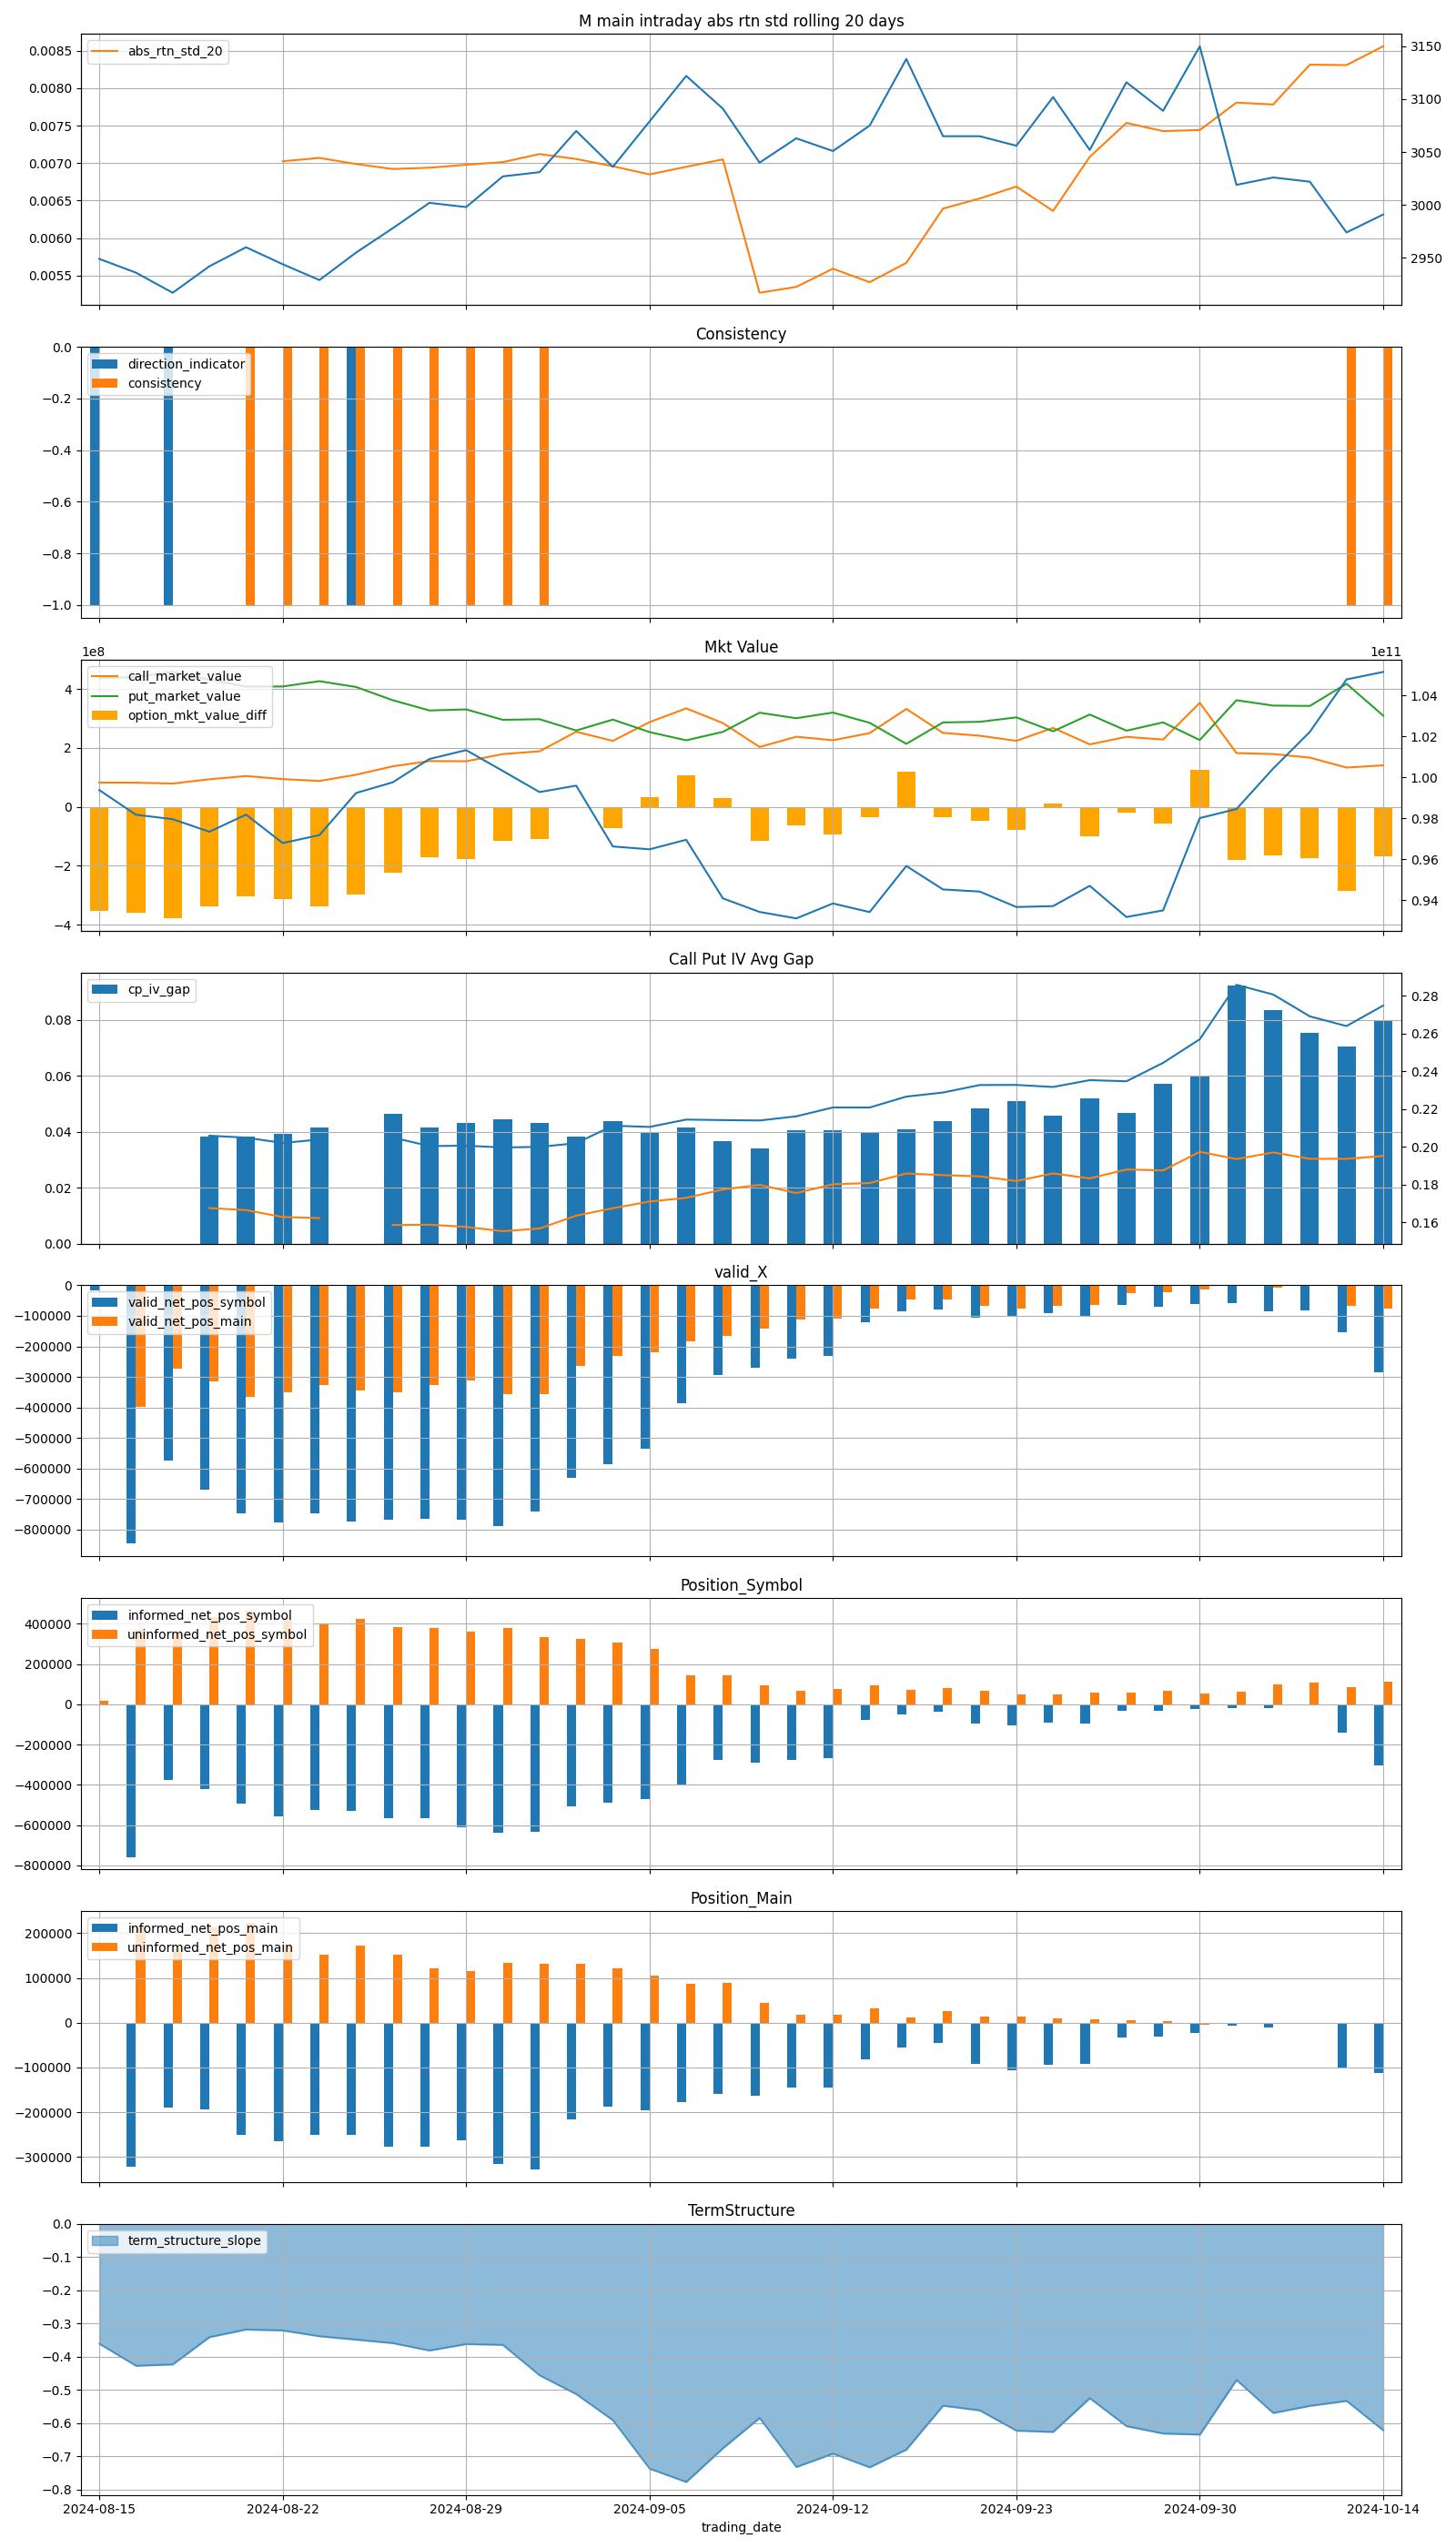 M main intraday abs rtn std rolling 20 days
abs_rtn_std_20
0.0085
0.0080
0.0075
0.0070
0.0065
0.0060
0.0055
3150
3100
3050
3000
2950
Consistency
direction_indicator
consistency
0.0
−0.2
−0.4
−0.6
−0.8
−1.0
Mkt Value
1e8
1e11
call_market_value
put_market_value
option_mkt_value_diff
4
2
0
−2
−4
1.04
1.02
1.00
0.98
0.96
0.94
Call Put IV Avg Gap
cp_iv_gap
0.08
0.06
0.04
0.02
0.00
0.28
0.26
0.24
0.22
0.20
0.18
0.16
valid_X
valid_net_pos_symbol
valid_net_pos_main
0
−100000
−200000
−300000
−400000
−500000
−600000
−700000
−800000
Position_Symbol
informed_net_pos_symbol
uninformed_net_pos_symbol
400000
200000
0
−200000
−400000
−600000
−800000
Position_Main
informed_net_pos_main
uninformed_net_pos_main
200000
100000
0
−100000
−200000
−300000
TermStructure
term_structure_slope
0.0
−0.1
−0.2
−0.3
−0.4
−0.5
−0.6
−0.7
−0.8
2024-08-15 2024-08-22 2024-08-29 2024-09-05 2024-09-12 2024-09-23 2024-09-30 2024-10-14
trading_date